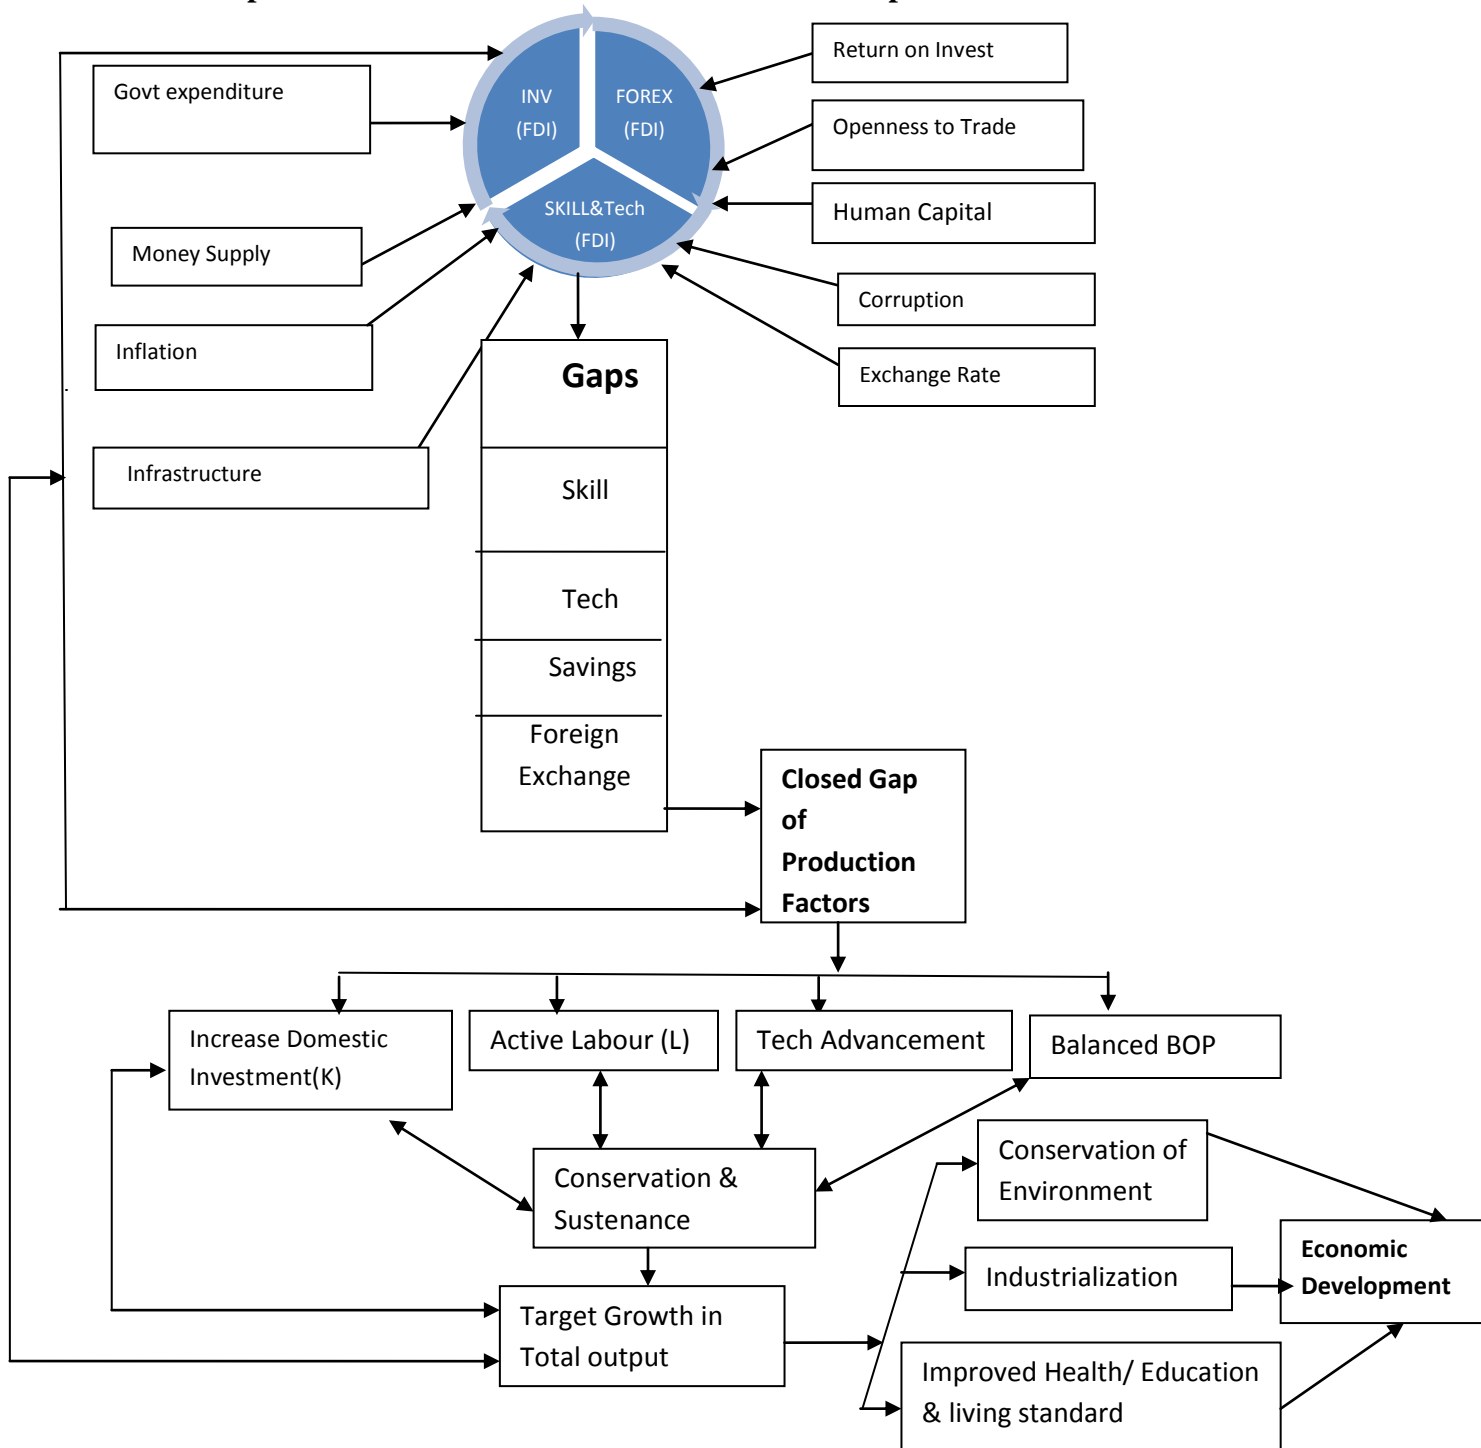 Govt expenditure
INV
(FDI)
FOREX
(FDI)
SKILL&Tech
(FDI)
Return on Invest
Openness to Trade
Human Capital
Money Supply
Corruption
Inflation
Exchange Rate
Infrastructure
Gaps
Skill
Tech
Savings
Foreign
Exchange
Closed Gap
of
Production
Factors
Increase Domestic
Investment(K)
Active Labour (L)
Tech Advancement
Balanced BOP
Conservation &
Sustenance
Conservation of
Environment
Industrialization
Economic
Development
Target Growth in
Total output
Improved Health/ Education
& living standard